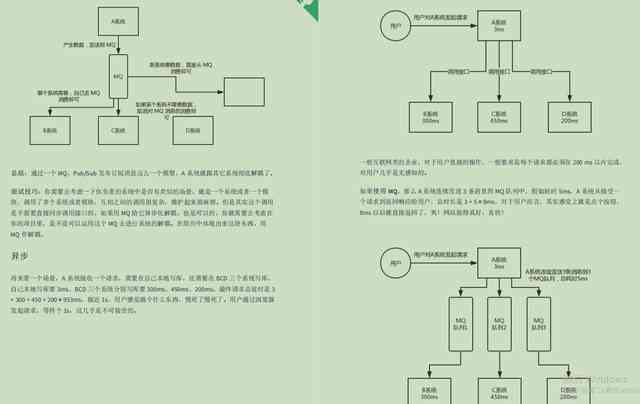 A系统
产生数据，发送到 MQ
MQ
新系统要数据，直接从 MQ
消费即可
哪个系统需要，自己去 MQ
消费即可
如果某个系统不需要数据，
取消对 MQ 消息的消费即
可
B系统
C系统
D系统
总结：通过一个 MQ，Pub/Sub 发布订阅消息这么一个模型，A 系统就跟其它系统彻底解耦了。
面试技巧：你需要去考虑一下你负责的系统中是否有类似的场景，就是一个系统或者一个模
块，调用了多个系统或者模块，互相之间的调用很复杂，维护起来很麻烦。但是其实这个调用
是不需要直接同步调用接口的，如果用 MQ 给它异步化解耦，也是可以的，你就需要去考虑在
你的项目里，是不是可以运用这个 MQ 去进行系统的解耦。在简历中体现出来这块东西，用
MQ 作解耦。
异步
再来看一个场景，A 系统接收一个请求，需要在自己本地写库，还需要在 BCD 三个系统写库，
自己本地写库要 3ms，BCD 三个系统分别写库要 300ms、450ms、200ms。最终请求总延时是 3
+ 300 + 450 + 200 = 953ms，接近 1s，用户感觉搞个什么东西，慢死了慢死了。用户通过浏览器
发起请求，等待个 1s，这几乎是不可接受的。
用户
用户对A系统发起请求
A系统
3ms
调用接口
调用接口
调用接口
B系统
300ms
C系统
450ms
D系统
200ms
一般互联网类的企业，对于用户直接的操作，一般要求是每个请求都必须在 200 ms 以内完成，
对用户几乎是无感知的。
如果使用 MQ，那么 A 系统连续发送 3 条消息到 MQ 队列中，假如耗时 5ms，A 系统从接受一
个请求到返回响应给用户，总时长是 3 + 5 = 8ms，对于用户而言，其实感觉上就是点个按钮，
8ms 以后就直接返回了，爽！网站做得真好，真快！
用户
用户对A系统发起请求
A系统
3ms
A系统连续发送3条消息到3
个MQ队列，总耗时5ms
MQ
队列1
MQ
队列2
MQ
队列3
B系统
300ms
C系统
450ms
D系统
200ms